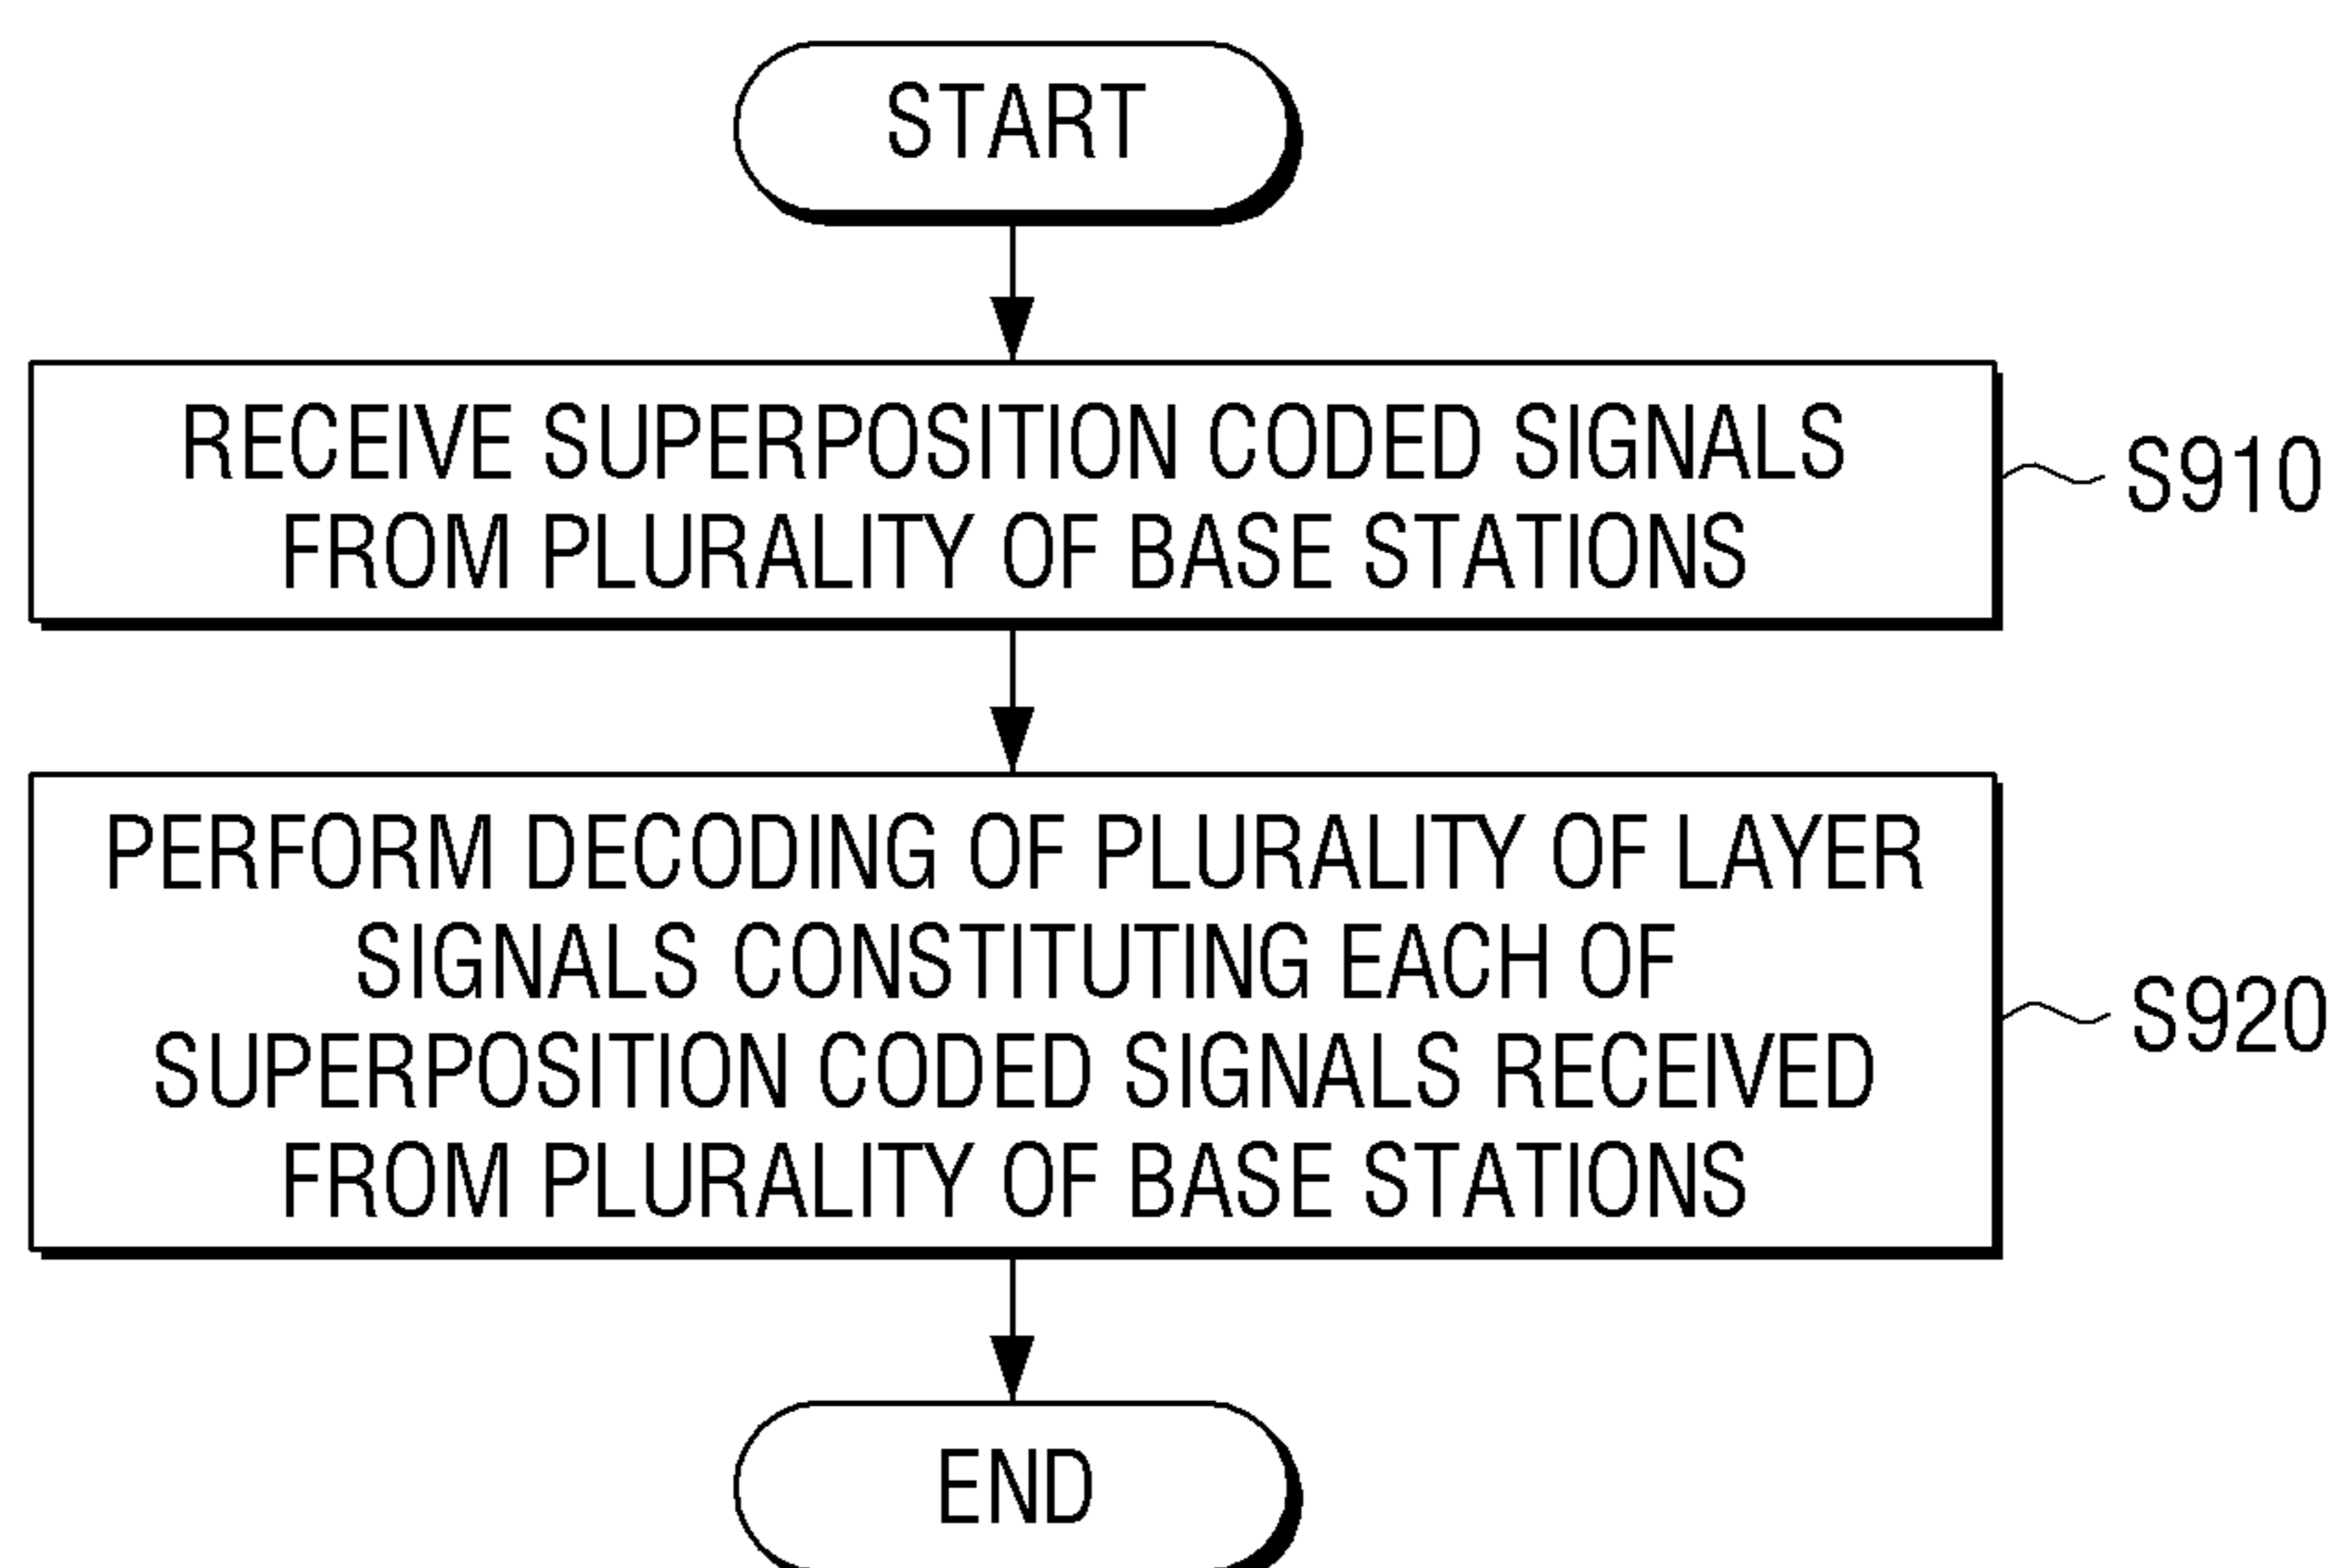 START
RECEIVE SUPERPOSITION CODED SIGNALS
FROM PLURALITY OF BASE STATIONS
S910
PERFORM DECODING OF PLURALITY OF LAYER
SIGNALS CONSTITUTING EACH OF
SUPERPOSITION CODED SIGNALS RECEIVED
FROM PLURALITY OF BASE STATIONS
S920
END